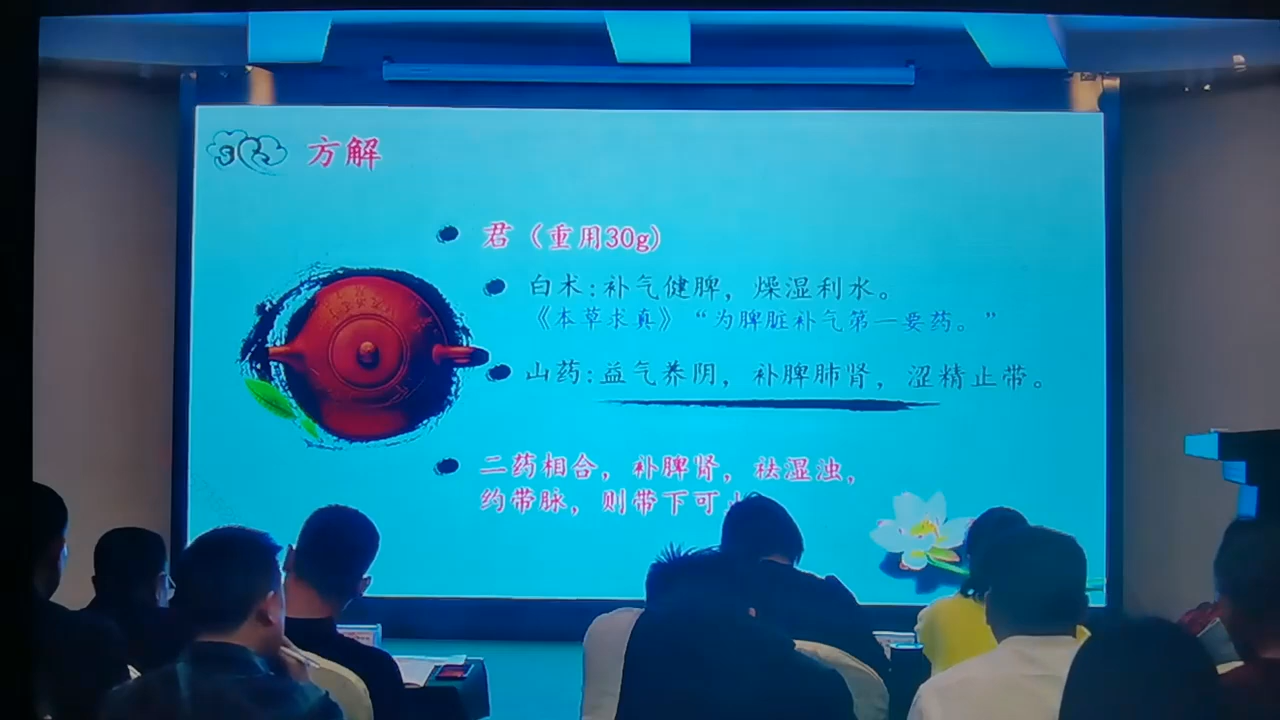 方解
君（重用30g)
白术:补气健脾，燥湿利水。
《本草求真》“为脾脏补气第一要药。”
山药:益气养阴，补脾肺肾，涩精止带。
二药相合，补脾肾，祛湿浊，
约带脉，则带下可